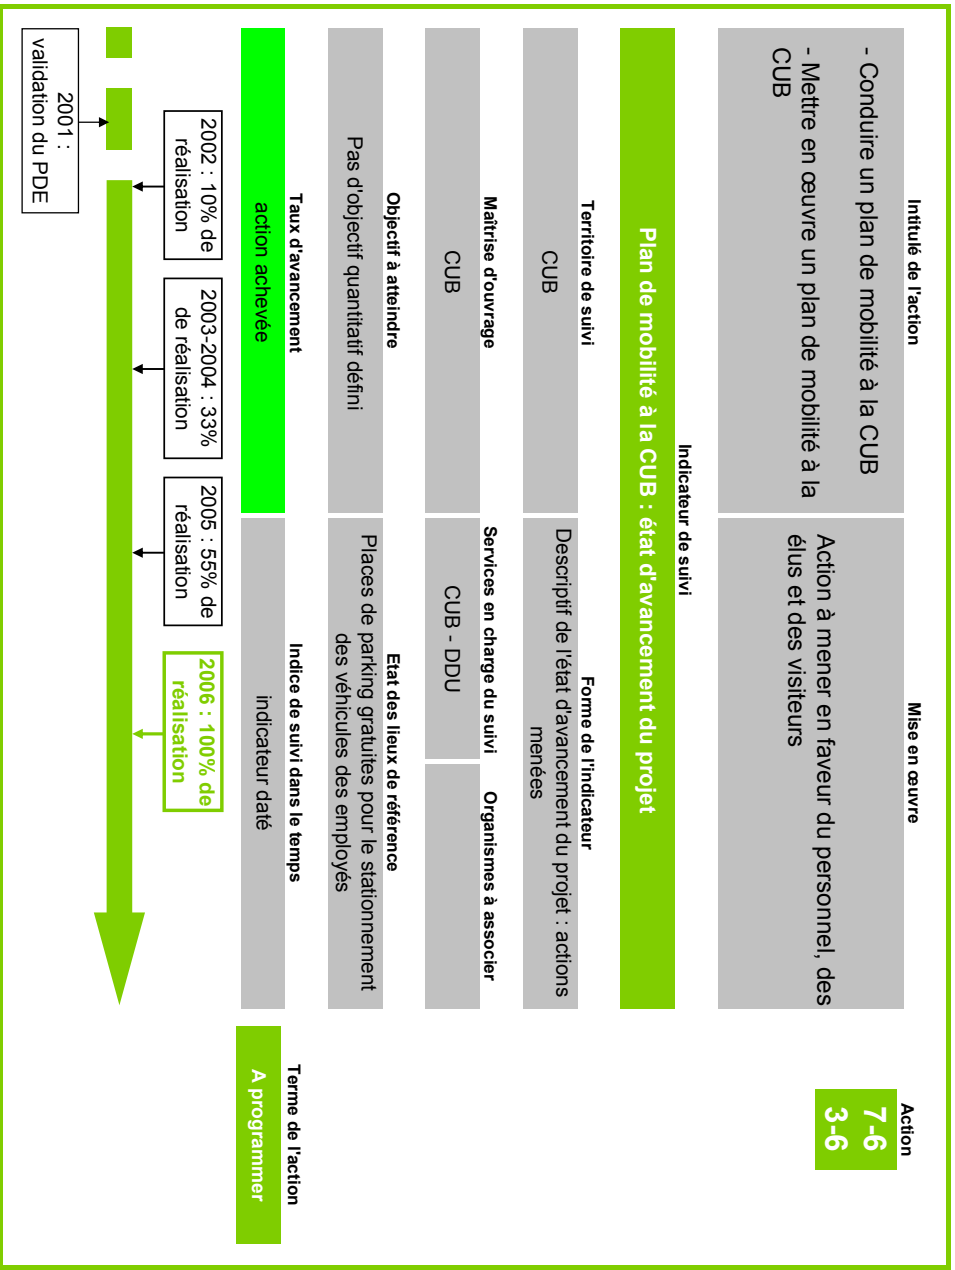 Intitulé de l'action
- Conduire un plan de mobilité à la CUB
- Mettre en œuvre un plan de mobilité à la
CUB
Mise en œuvre
Action à mener en faveur du personnel, des
élus et des visiteurs
Action
7-6
3-6
Indicateur de suivi
Plan de mobilité à la CUB : état d'avancement du projet
Territoire de suivi
CUB
Forme de l'indicateur
Descriptif de l'état d'avancement du projet : actions
menées
Maîtrise d'ouvrage
CUB
Services en charge du suivi
CUB - DDU
Organismes à associer
Objectif à atteindre
Pas d'objectif quantitatif défini
Etat des lieux de référence
Places de parking gratuites pour le stationnement
des véhicules des employés
Taux d'avancement
action achevée
Indice de suivi dans le temps
indicateur daté
Terme de l'action
A programmer
2002 : 10% de
réalisation
2003-2004 : 33%
de réalisation
2005 : 55% de
réalisation
2006 : 100% de
réalisation
2001 :
validation du PDE